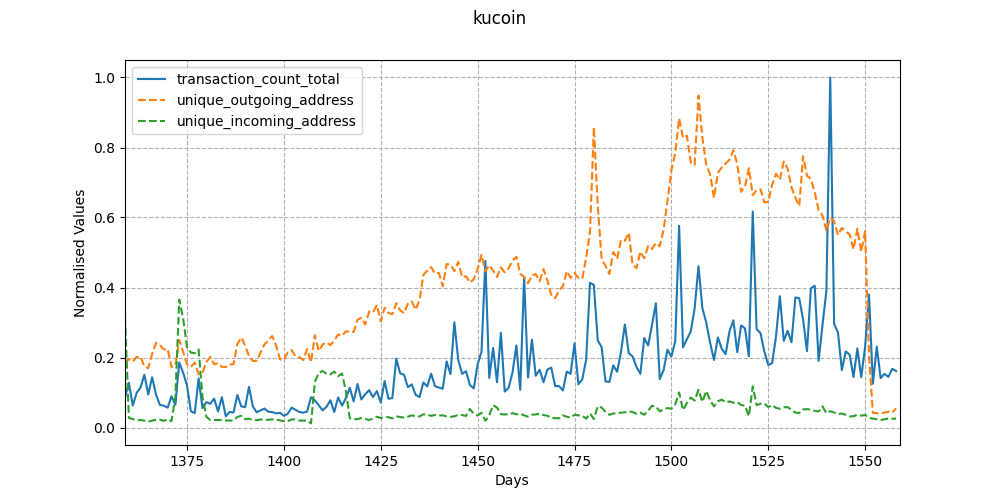 kucoin
transaction_count_total
unique_outgoing_address
unique_incoming_address
Normalised Values
1.0
0.8
0.6
0.4
0.2
0.0
1375 1400 1425 1450 1475 1500 1525 1550
Days